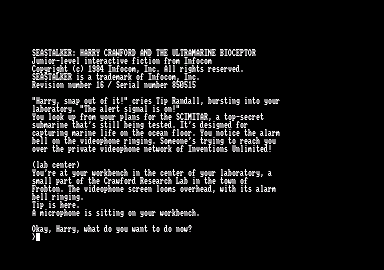 SEASTALKER: HARRY CRAWFORD AND THE ULTRAMARINE BIOCEPTOR
Junior-level interactive fiction from Infocom
Copyright (c) 1984 Infocom, Inc. All rights reserved.
SEASTALKER is a trademark of Infocom, Inc.
Revision number 16 / Serial number 850515
"Harry, snap out of it!" cries Tip Randall, bursting into your
laboratory. "The alert signal is on!"
You look up from your plans for the SCIMITAR, a top-secret
submarine that's still being tested. It's designed for
capturing marine life on the ocean floor. You notice the alarm
bell on the videophone ringing. Someone's trying to reach you
over the private videophone network of Inventions Unlimited!
(lab center)
You're at your workbench in the center of your laboratory, a
small part of the Crawford Research Lab in the town of
Frobton. The videophone screen looms overhead, with its alarm
bell ringing.
Tip is here.
A microphone is sitting on your workbench.
Okay, Harry, what do you want to do now?
>